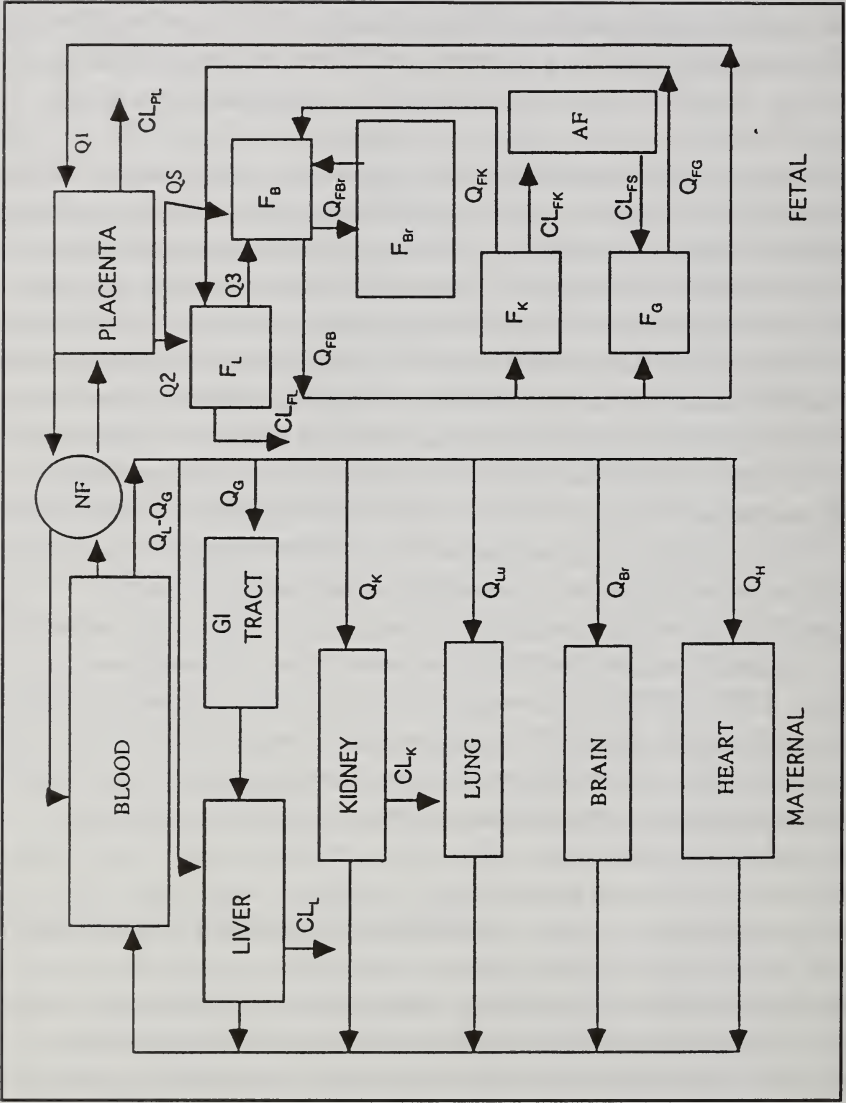 BLOOD
NF
PLACENTA
Q1
CL_PL
Q2
QS
Q_L-Q_G
LIVER
CL_L
GI
TRACT
Q_G
F_L
CL_FL
Q3
F_B
Q_FB
Q_FBr
F_Br
KIDNEY
CL_K
Q_K
LUNG
Q_Lu
F_K
Q_FK
CL_FK
AF
CL_FS
F_G
Q_FG
BRAIN
Q_Br
HEART
Q_H
MATERNAL
FETAL